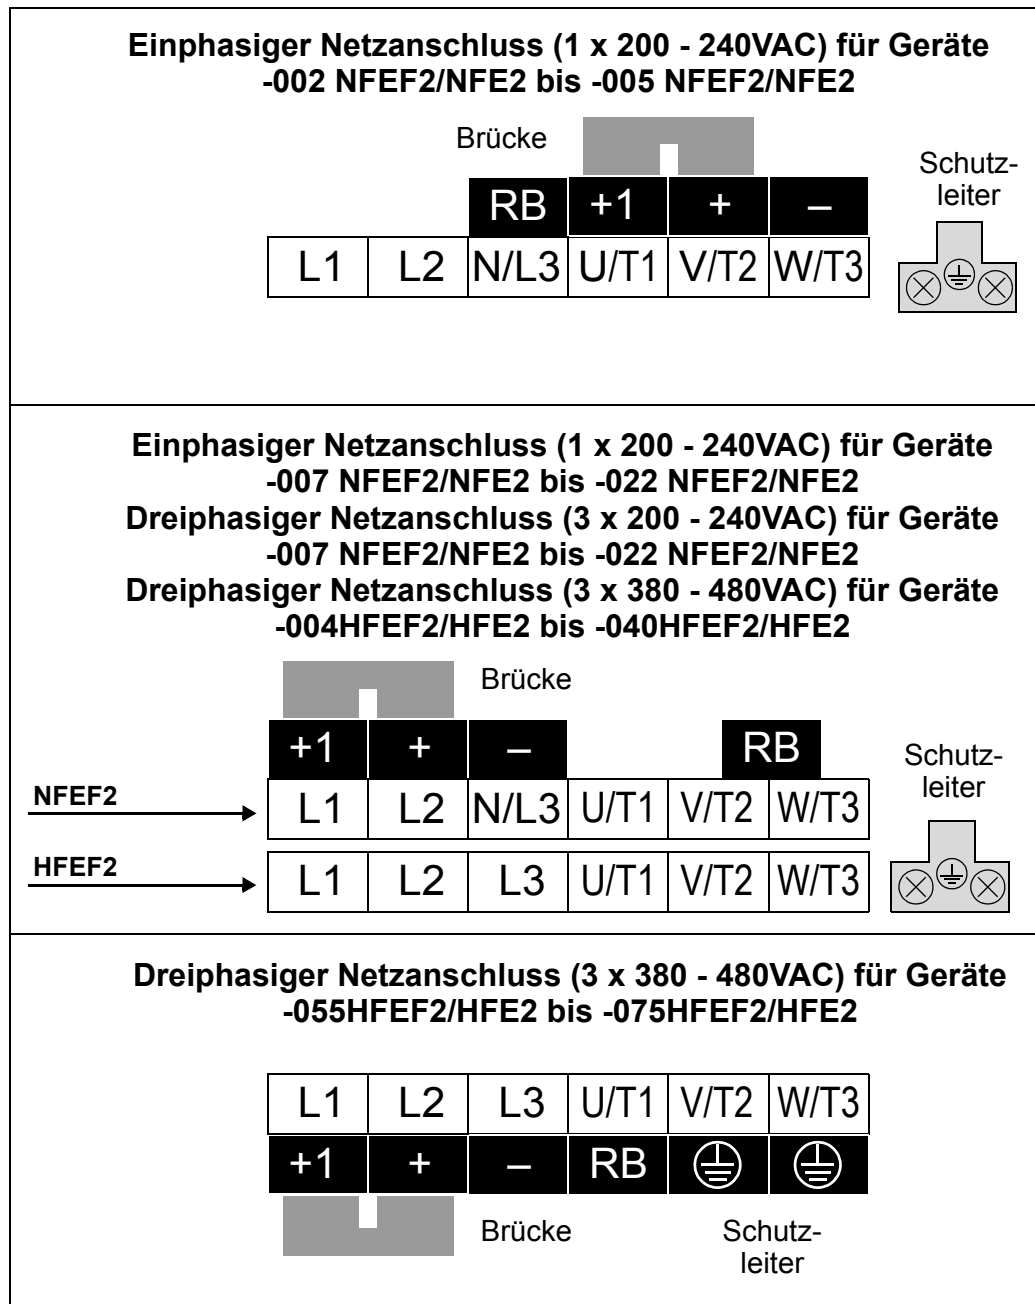 Einphasiger Netzanschluss (1 x 200 - 240VAC) für Geräte
-002 NFEF2/NFE2 bis -005 NFEF2/NFE2
Brücke
Schutz-
leiter
RB +1 + –
L1 L2 N/L3 U/T1 V/T2 W/T3
Einphasiger Netzanschluss (1 x 200 - 240VAC) für Geräte
-007 NFEF2/NFE2 bis -022 NFEF2/NFE2
Dreiphasiger Netzanschluss (3 x 200 - 240VAC) für Geräte
-007 NFEF2/NFE2 bis -022 NFEF2/NFE2
Dreiphasiger Netzanschluss (3 x 380 - 480VAC) für Geräte
-004HFEF2/HFE2 bis -040HFEF2/HFE2
Brücke
+1 + – RB
Schutz-
leiter
NFEF2
L1 L2 N/L3 U/T1 V/T2 W/T3
HFEF2
L1 L2 L3 U/T1 V/T2 W/T3
Dreiphasiger Netzanschluss (3 x 380 - 480VAC) für Geräte
-055HFEF2/HFE2 bis -075HFEF2/HFE2
L1 L2 L3 U/T1 V/T2 W/T3
+1 + – RB
Brücke
Schutz-
leiter